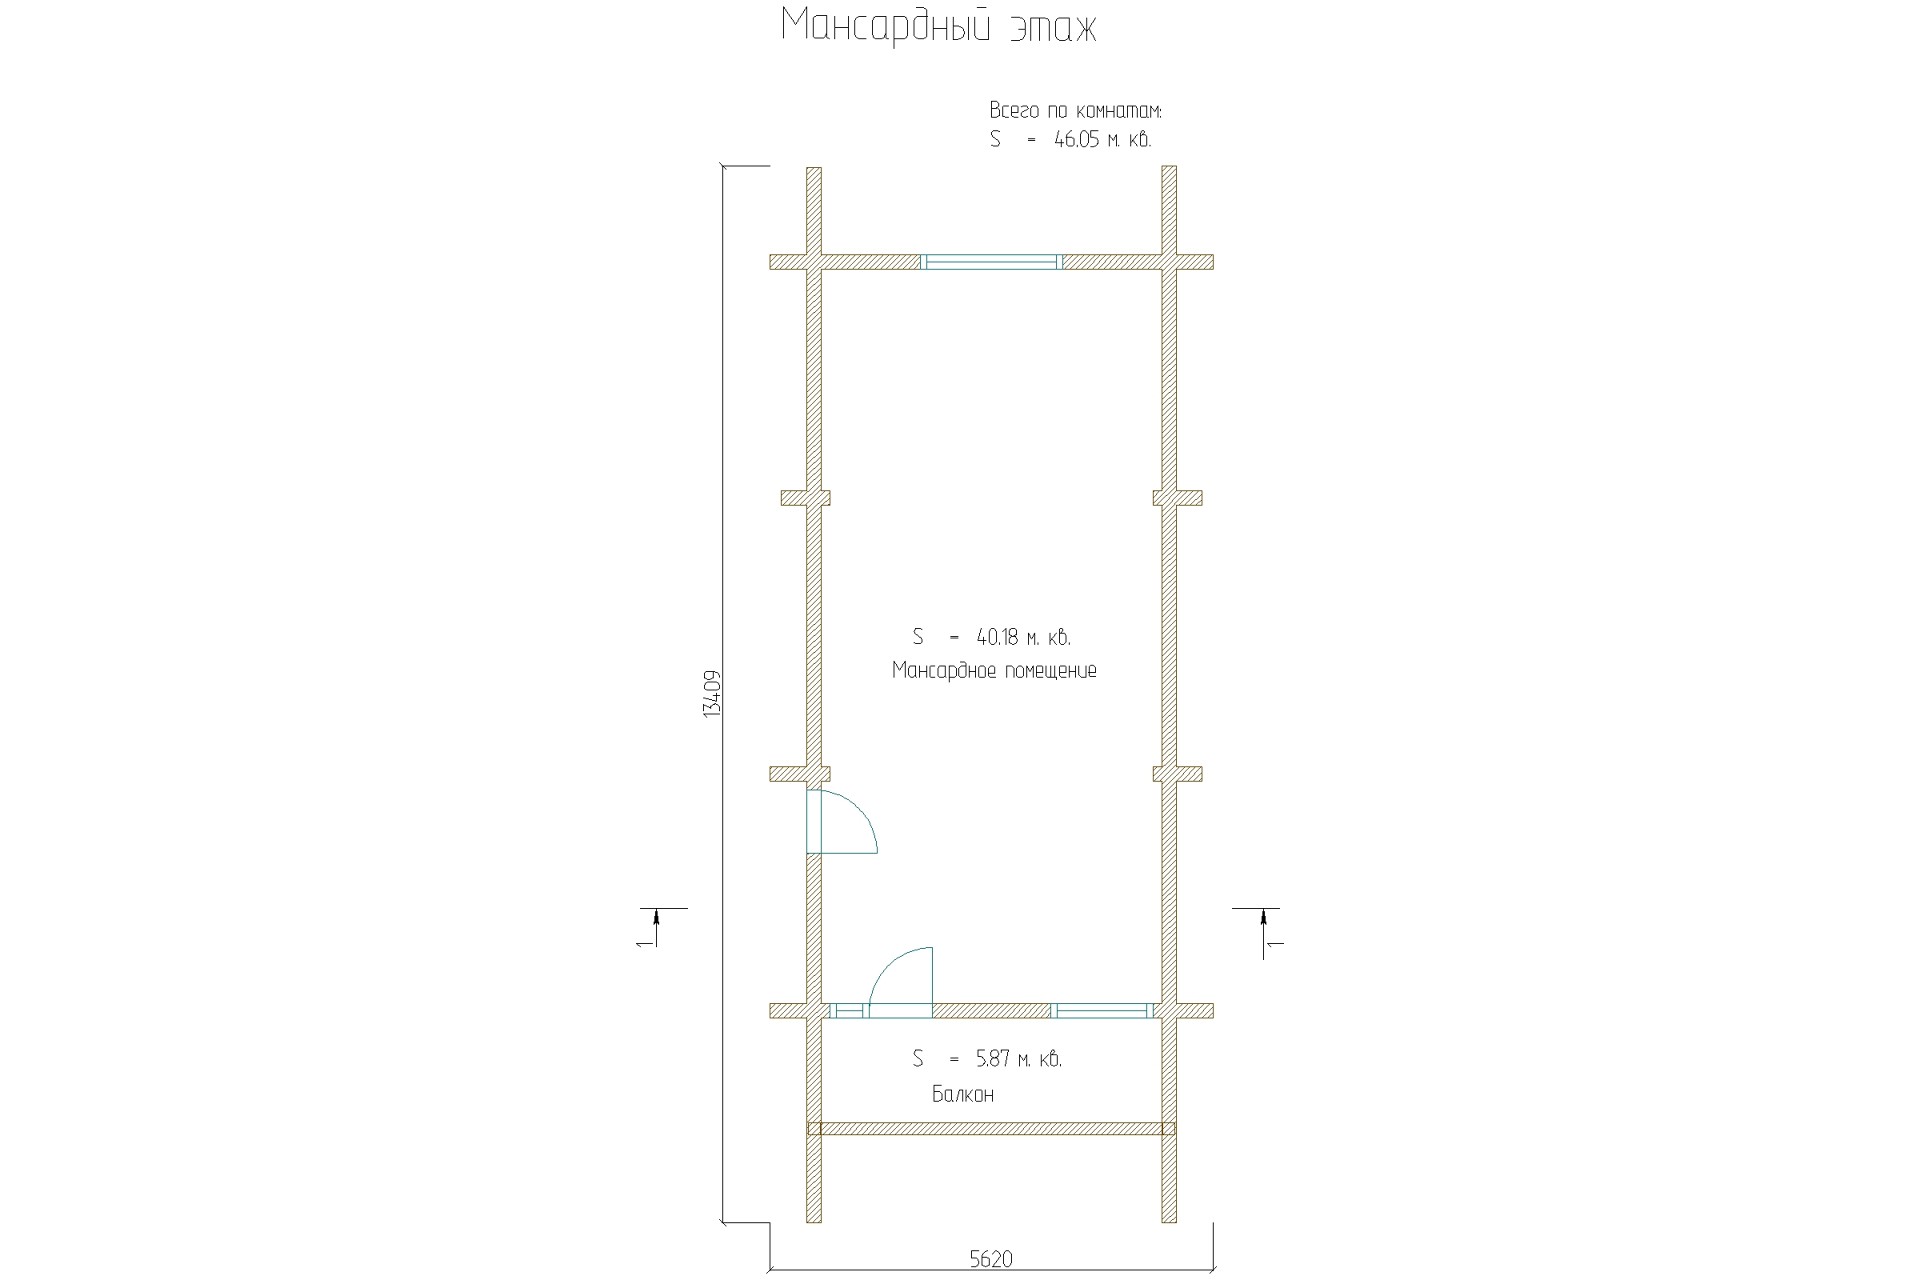 Мансардный этаж
Всего по комнатам:
S = 46.05 м. кв.
S = 40.18 м. кв.
Мансардное помещение
13409
1
1
S = 5.87 м. кв.
Балкон
5620